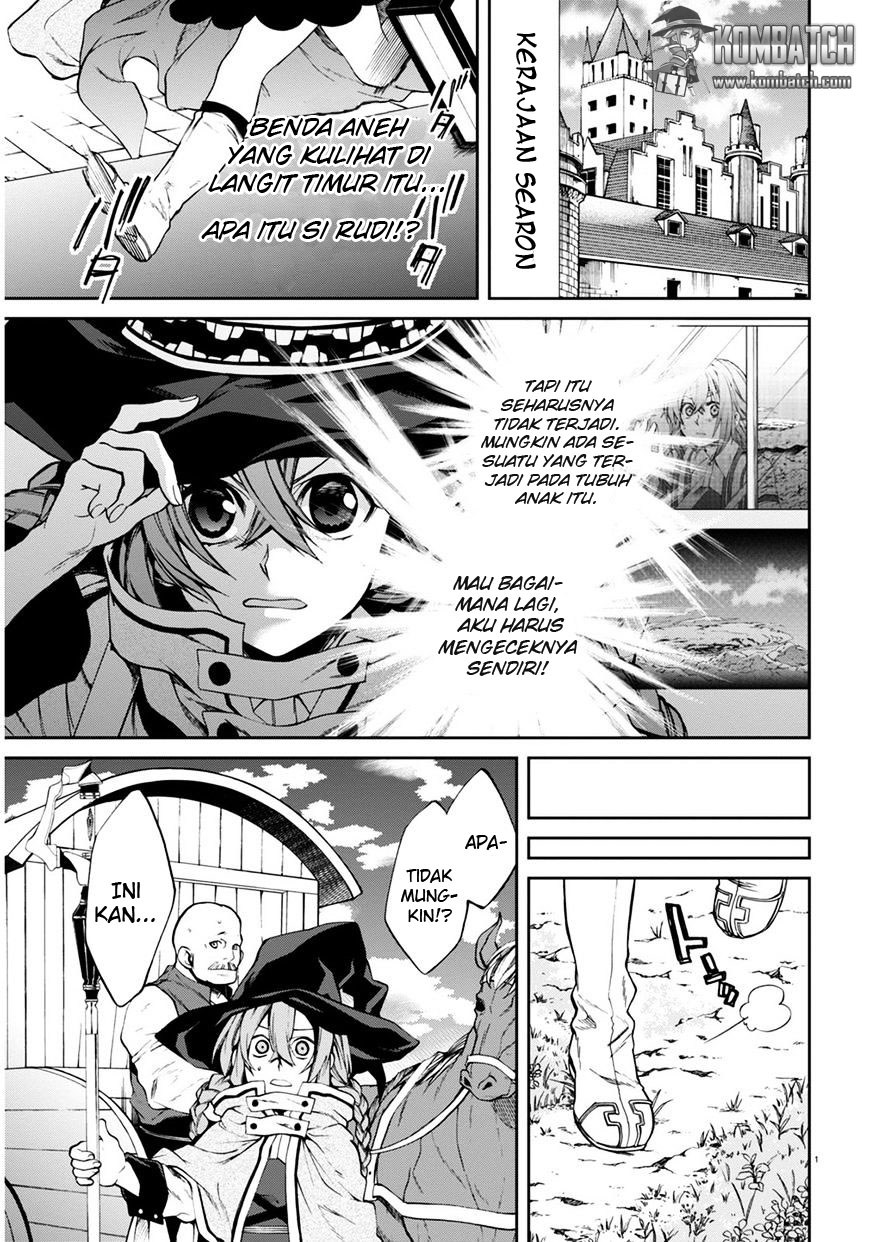 KOMBATCH
www.kombatch.com
KERAJAAN SEARON
BENDA ANEH
YANG KULIHAT DI
LANGIT TIMUR ITU...
APA ITU SI RUDI!?
TAPI ITU
SEHARUSNYA
TIDAK TERJADI.
MUNGKIN ADA SE-
SUATU YANG TER-
JADI PADA TUBUH
ANAK ITU.
MAU BAGAI-
MANA LAGI,
AKU HARUS
MENGECEKNYA
SENDIRI!
APA-
TIDAK
MUNG-
KIN!?
INI
KAN...
1